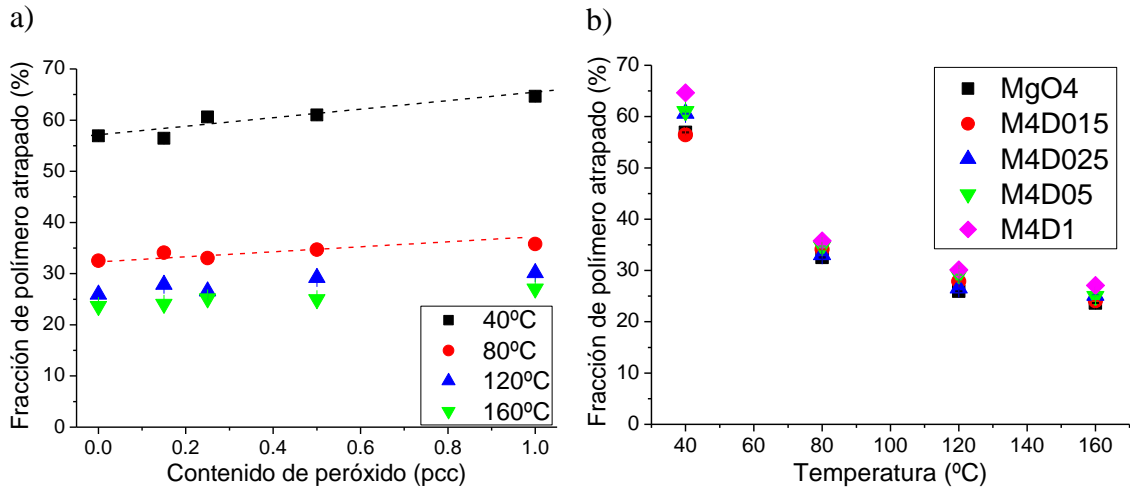 a)
Fracción de polímero atrapado (%)
70
60
50
40
30
20
10
0
0.0
0.2
0.4
0.6
0.8
1.0
Contenido de peróxido (pcc)
40ºC
80ºC
120ºC
160ºC
b)
Fracción de polímero atrapado (%)
70
60
50
40
30
20
10
0
40
60
80
100
120
140
160
Temperatura (ºC)
MgO4
M4D015
M4D025
M4D05
M4D1